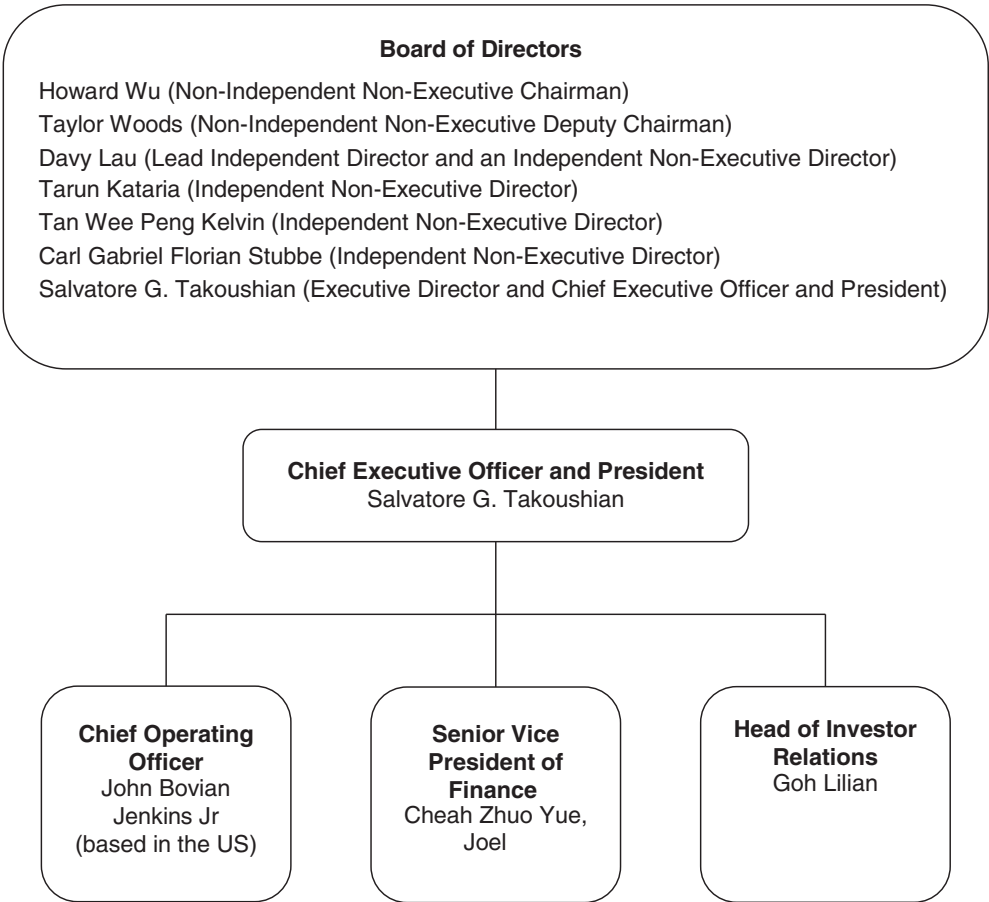 Board of Directors
Howard Wu (Non-Independent Non-Executive Chairman)
Taylor Woods (Non-Independent Non-Executive Deputy Chairman)
Davy Lau (Lead Independent Director and an Independent Non-Executive Director)
Tarun Kataria (Independent Non-Executive Director)
Tan Wee Peng Kelvin (Independent Non-Executive Director)
Carl Gabriel Florian Stubbe (Independent Non-Executive Director)
Salvatore G. Takoushian (Executive Director and Chief Executive Officer and President)
Chief Executive Officer and President
Salvatore G. Takoushian
Chief Operating
Officer
John Bovian
Jenkins Jr
(based in the US)
Senior Vice
President of
Finance
Cheah Zhuo Yue,
Joel
Head of Investor
Relations
Goh Lilian